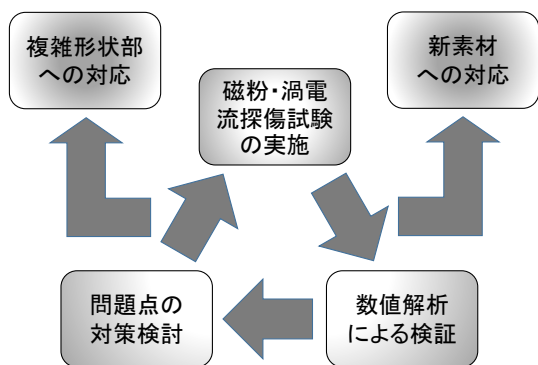 複雑形状部
への対応
新素材
への対応
磁粉・渦電
流探傷試験
の実施
問題点の
対策検討
数値解析
による検証